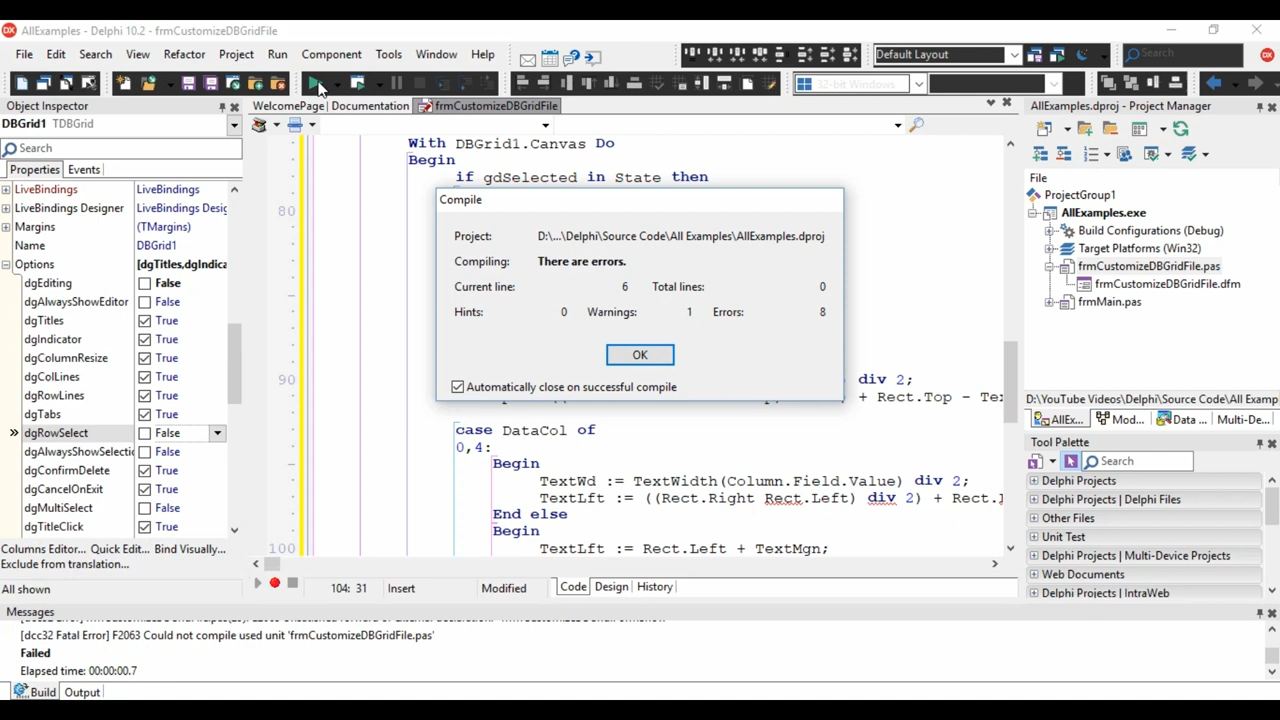 AllExamples - Delphi 10.2 - frmCustomizeDBGridFile
File Edit Search View Refactor Project Run Component Tools Window Help
Default Layout
Search
32-bit Windows
Object Inspector
DBGrid1 TDBGrid
Search
Properties Events
LiveBindings LiveBindings
LiveBindings Designer LiveBindings Desig
Margins (TMargins)
Name DBGrid1
Options [dgTitles,dgIndica
dgEditing False
dgAlwaysShowEditor False
dgTitles True
dgIndicator True
dgColumnResize True
dgColLines True
dgRowLines True
dgTabs True
dgRowSelect False
dgAlwaysShowSelectic False
dgConfirmDelete True
dgCancelOnExit True
dgMultiSelect False
dgTitleClick True
Columns Editor... Quick Edit... Bind Visually...
Exclude from translation...
All shown
WelcomePage Documentation frmCustomizeDBGridFile
With DBGrid1.Canvas Do
Begin
if gdSelected in State then
80
90
div 2;
+ Rect.Top - Tex
case DataCol of
0,4:
Begin
TextWd := TextWidth(Column.Field.Value) div 2;
TextLft := ((Rect.Right Rect.Left) div 2) + Rect.l
End else
Begin
100
TextLft := Rect.Left + TextMgn;
104: 31 Insert Modified Code Design History
Compile
Project: D:\...\Delphi\Source Code\All Examples\AllExamples.dproj
Compiling: There are errors.
Current line: 6 Total lines: 0
Hints: 0 Warnings: 1 Errors: 8
OK
Automatically close on successful compile
AllExamples.dproj - Project Manager
File
ProjectGroup1
AllExamples.exe
Build Configurations (Debug)
Target Platforms (Win32)
frmCustomizeDBGridFile.pas
frmCustomizeDBGridFile.dfm
frmMain.pas
D:\YouTube Videos\Delphi\Source Code\All Examp
AllEx... Mod... Data ... Multi-De...
Tool Palette
Search
Delphi Projects
Delphi Projects | Delphi Files
Other Files
Unit Test
Delphi Projects | Multi-Device Projects
Web Documents
Delphi Projects | IntraWeb
Messages
[dcc32 Fatal Error] F2063 Could not compile used unit 'frmCustomizeDBGridFile.pas'
Failed
Elapsed time: 00:00:00.7
Build Output